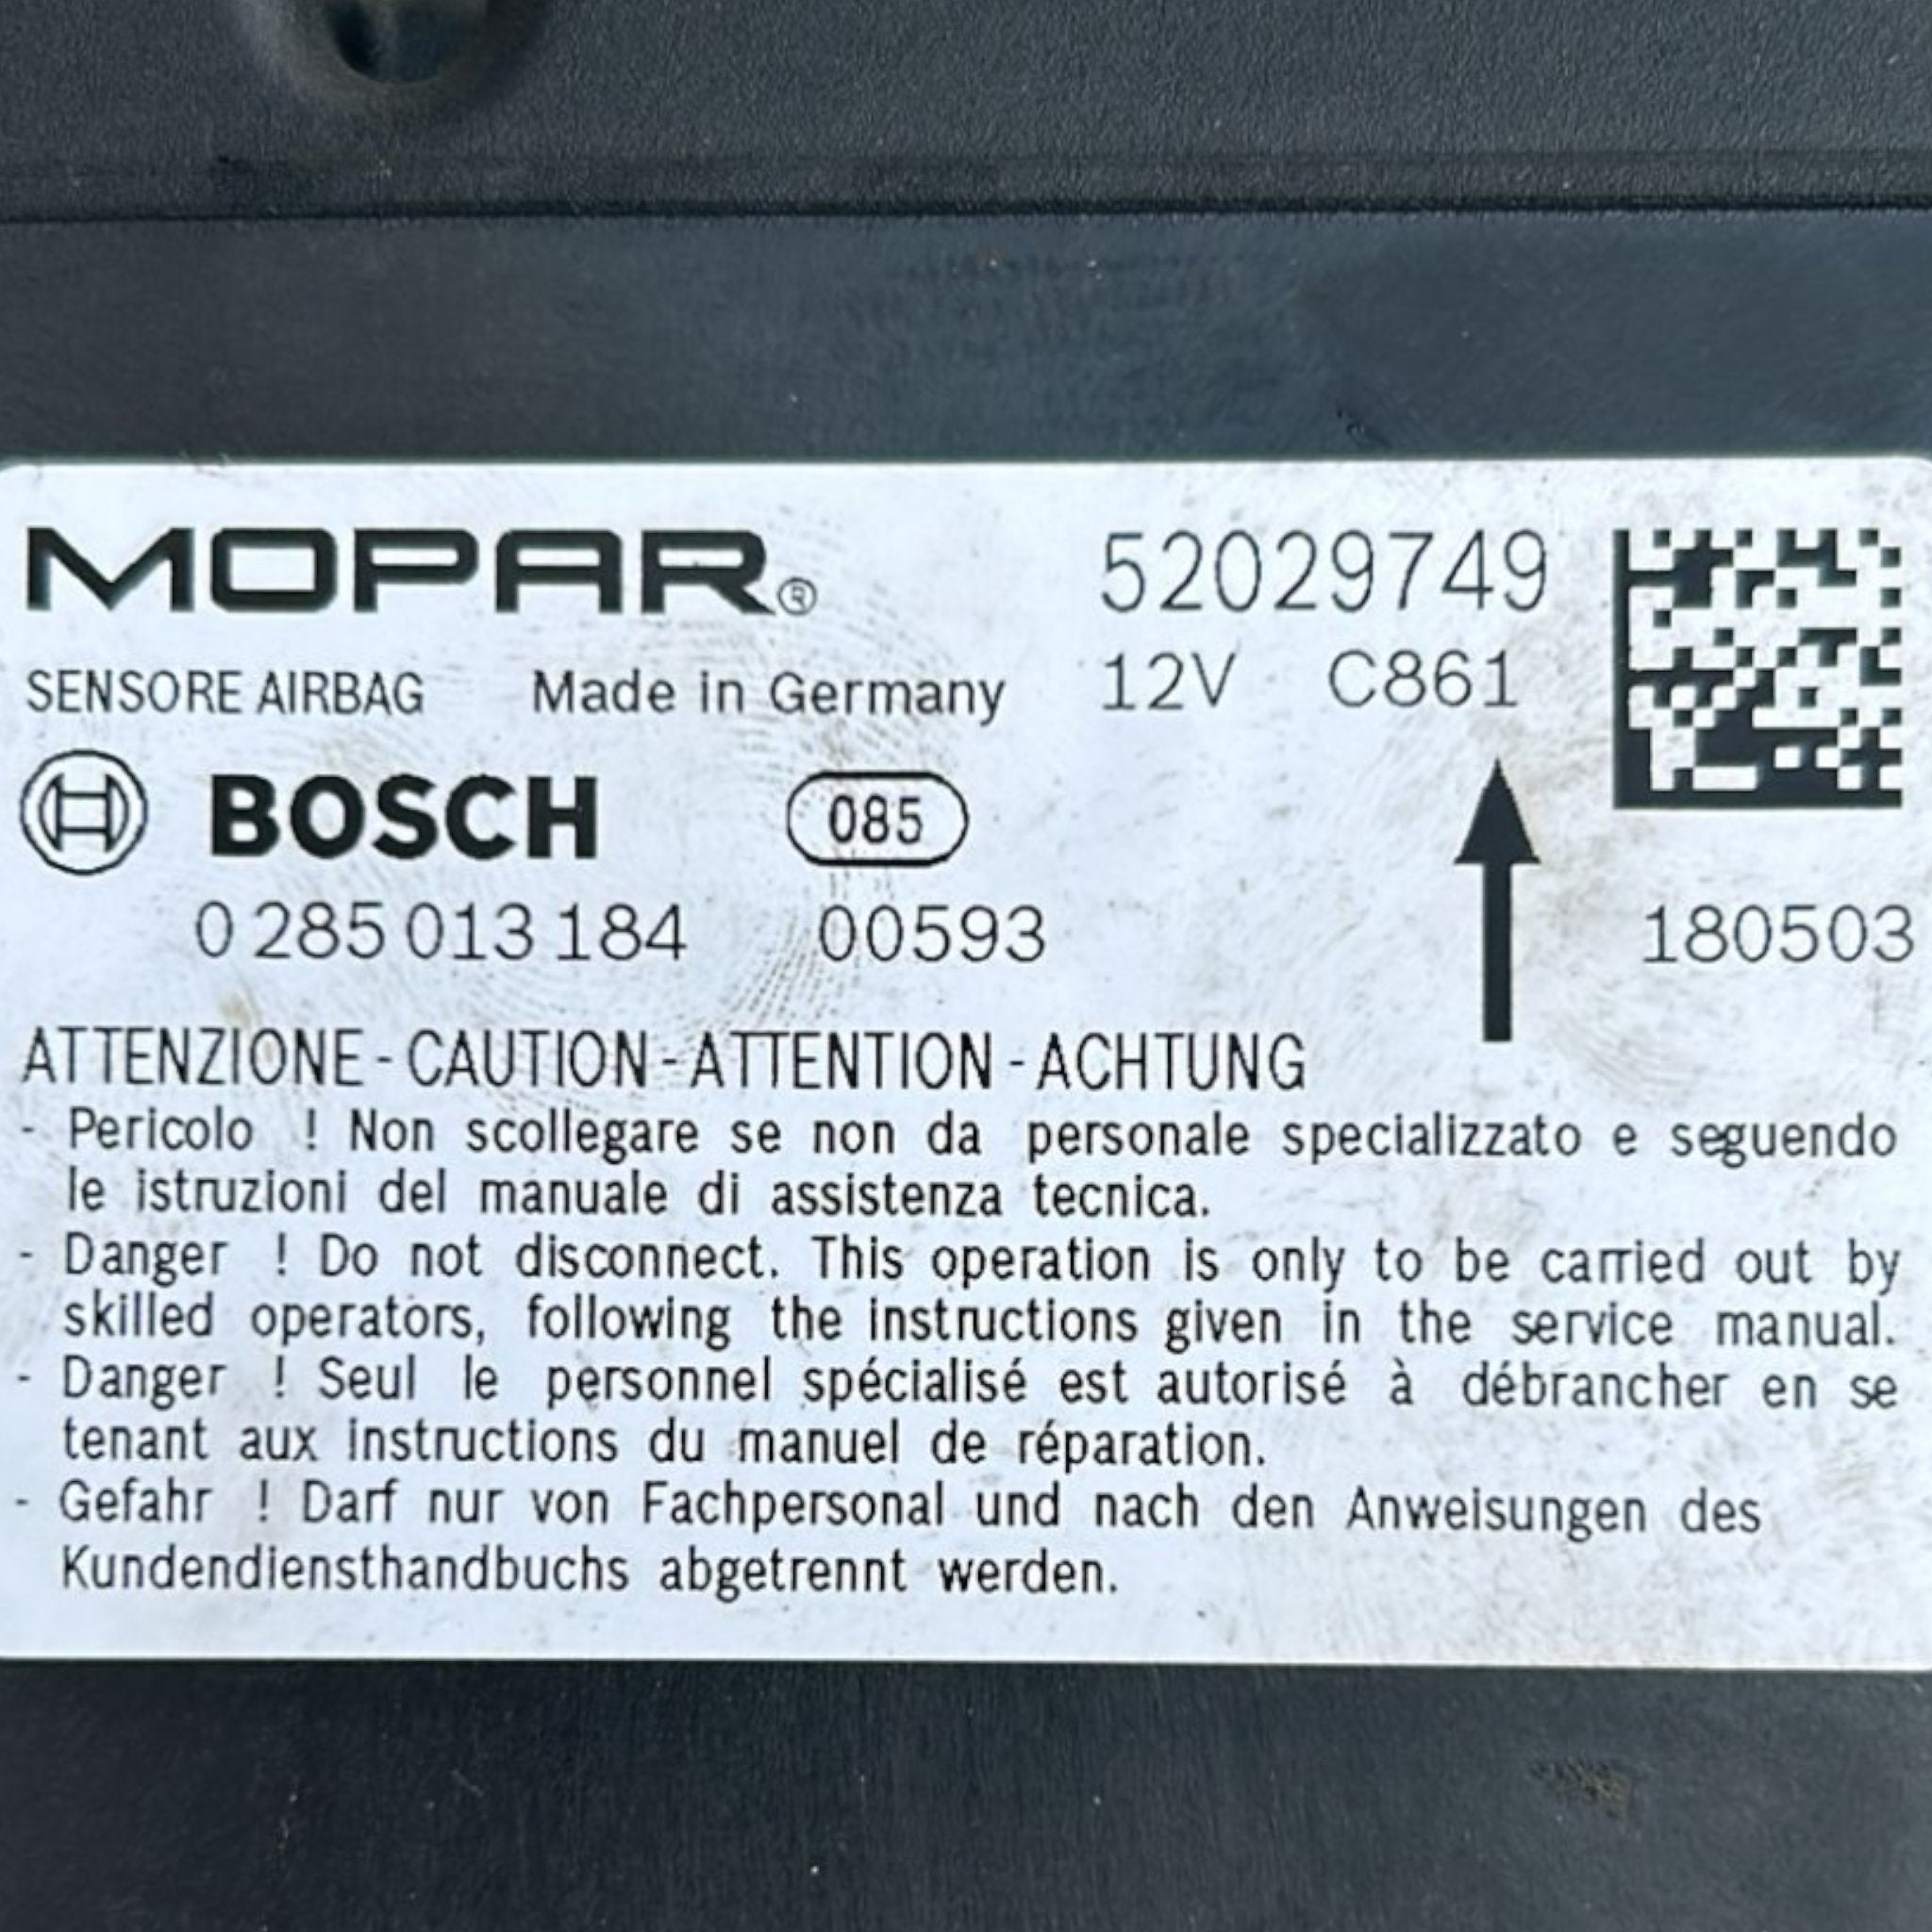 MOPAR® 52029749
SENSORE AIRBAG Made in Germany 12V C861
BOSCH 085
0 285 013 184 00593 180503
ATTENZIONE - CAUTION - ATTENTION - ACHTUNG
- Pericolo ! Non scollegare se non da personale specializzato e seguendo
le istruzioni del manuale di assistenza tecnica.
- Danger ! Do not disconnect. This operation is only to be carried out by
skilled operators, following the instructions given in the service manual.
- Danger ! Seul le personnel spécialisé est autorisé à débrancher en se
tenant aux instructions du manuel de réparation.
- Gefahr ! Darf nur von Fachpersonal und nach den Anweisungen des
Kundendiensthandbuchs abgetrennt werden.